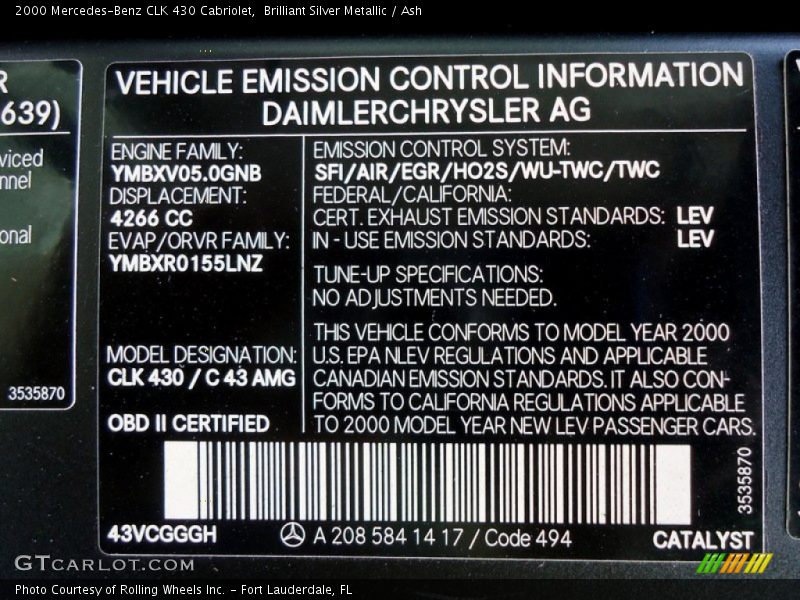 2000 Mercedes-Benz CLK 430 Cabriolet,  Brilliant Silver Metallic / Ash
R
639)
viced
nnel
onal
3535870
VEHICLE EMISSION CONTROL INFORMATION
DAIMLERCHRYSLER AG
ENGINE FAMILY:
YMBXV05.0GNB
DISPLACEMENT:
4266 CC
EVAP/ORVR FAMILY:
YMBXR0155LNZ
MODEL DESIGNATION:
CLK 430 / C 43 AMG
OBD II CERTIFIED
EMISSION CONTROL SYSTEM:
SFI/AIR/EGR/HO2S/WU-TWC/TWC
FEDERAL/CALIFORNIA:
CERT. EXHAUST EMISSION STANDARDS: LEV
IN - USE EMISSION STANDARDS: LEV
TUNE-UP SPECIFICATIONS:
NO ADJUSTMENTS NEEDED.
THIS VEHICLE CONFORMS TO MODEL YEAR 2000
U.S. EPA NLEV REGULATIONS AND APPLICABLE
CANADIAN EMISSION STANDARDS. IT ALSO CON-
FORMS TO CALIFORNIA REGULATIONS APPLICABLE
TO 2000 MODEL YEAR NEW LEV PASSENGER CARS.
3535870
43VCGGGH
A 208 584 14 17 / Code 494
CATALYST
GTCARLOT.COM
Photo Courtesy of Rolling Wheels Inc. - Fort Lauderdale, FL